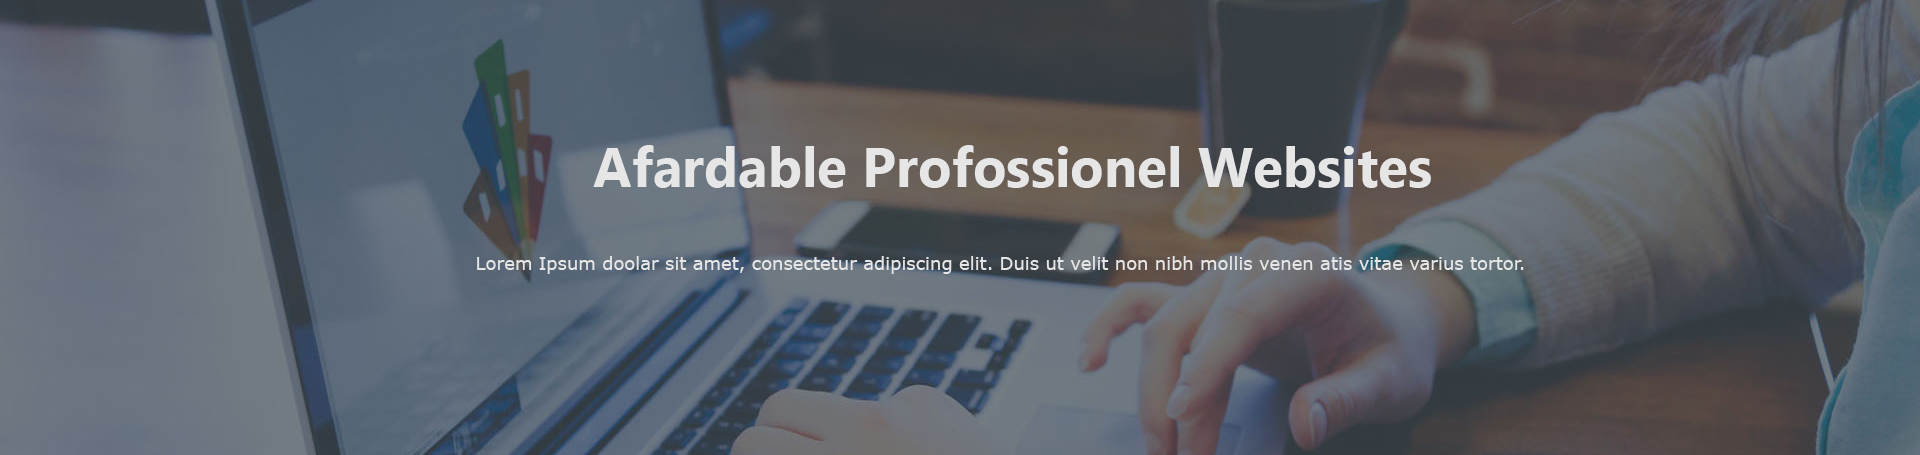 Afardable Profossionel Websites
Lorem Ipsum doolar sit amet, consectetur adipiscing elit. Duis ut velit non nibh mollis venen atis vitae varius tortor.